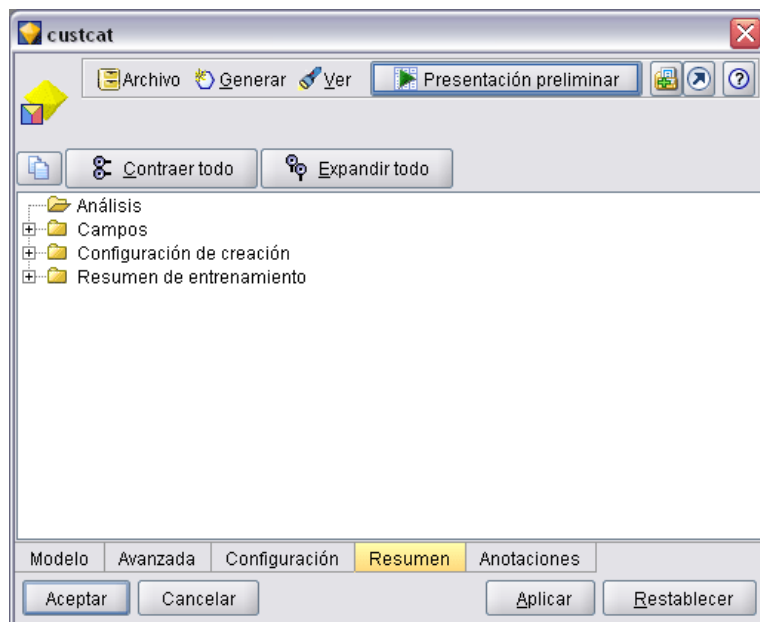 custcat
Archivo Generar Ver Presentación preliminar
Contraer todo Expandir todo
Análisis
Campos
Configuración de creación
Resumen de entrenamiento
Modelo Avanzada Configuración Resumen Anotaciones
Aceptar Cancelar Aplicar Restablecer